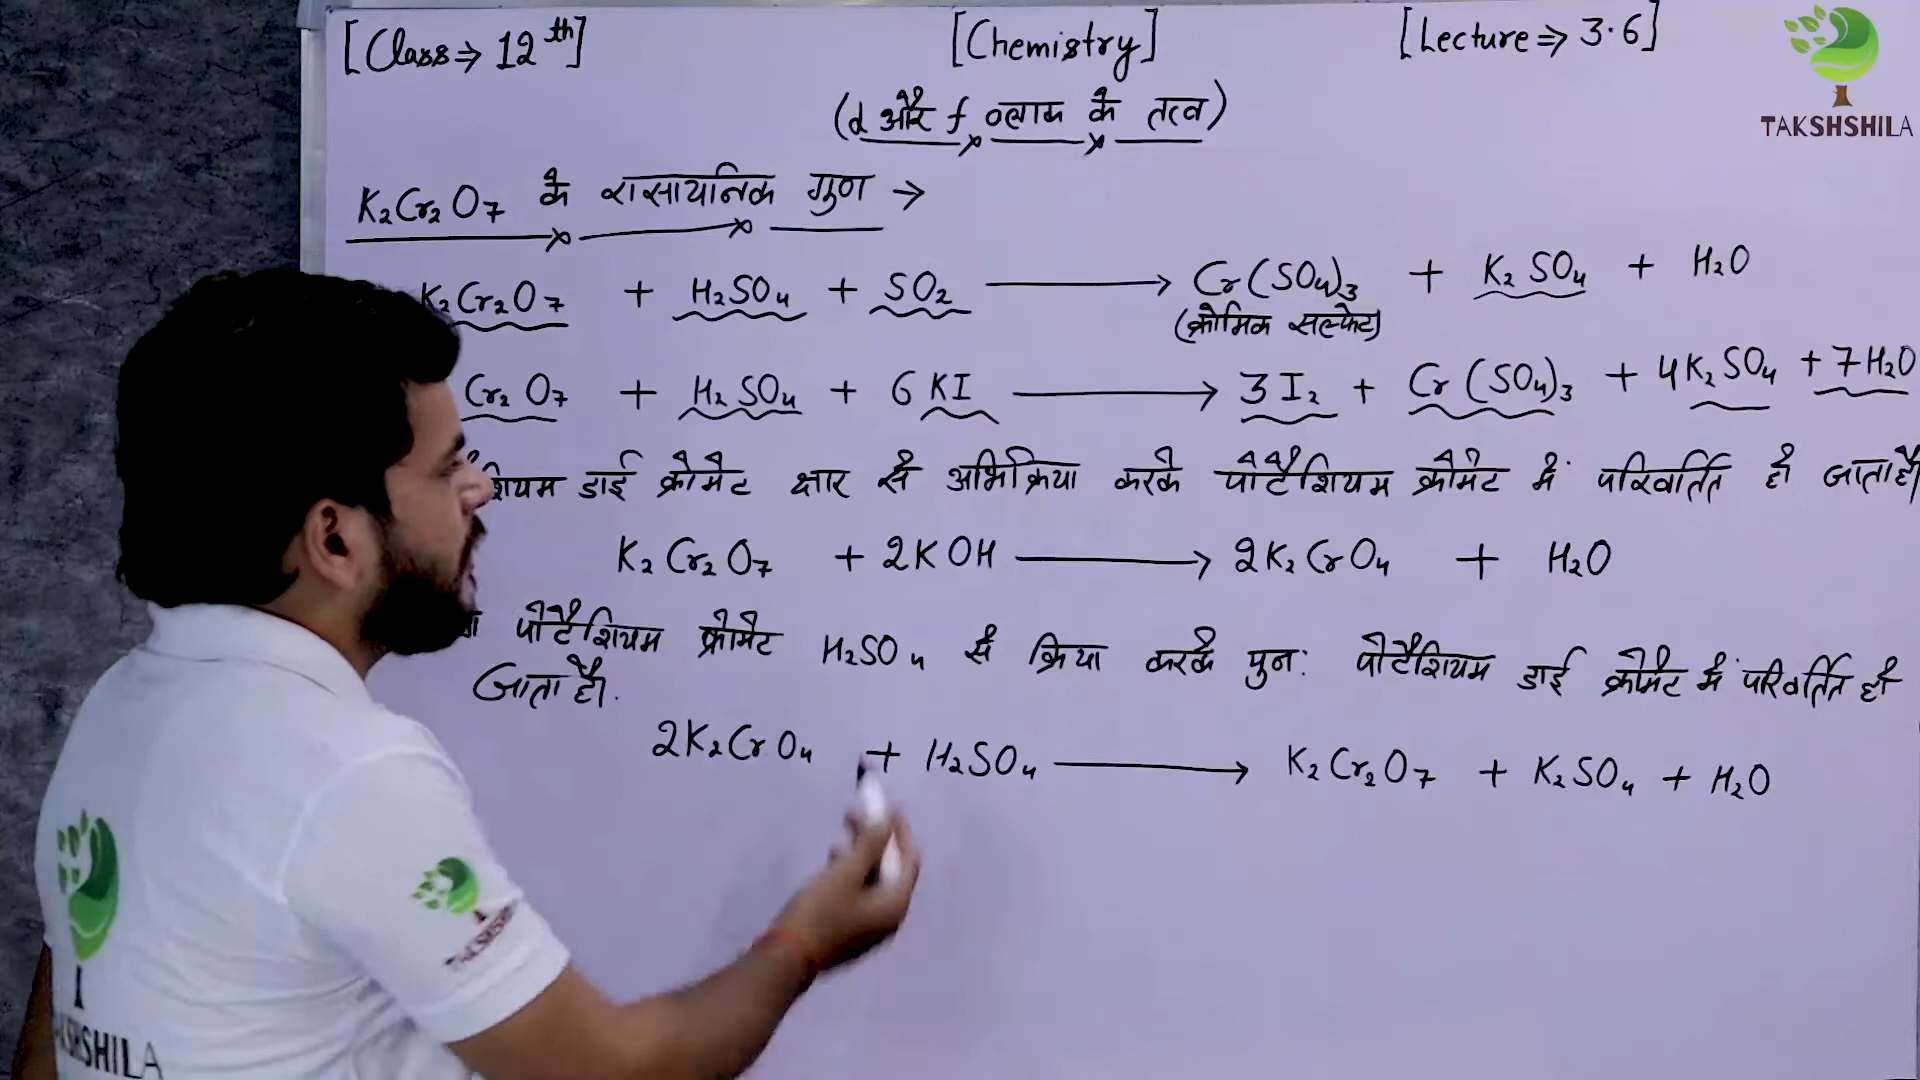 [Class⇒ 12th] [Chemistry] [Lecture⇒ 3.6]
TAKSHSHILA
(d और f ब्लाक के तत्व)
K₂Cr₂O₇ के रासायनिक गुण →
K₂Cr₂O₇ + H₂SO₄ + SO₂ ⟶ Cr(SO₄)₃ + K₂SO₄ + H₂O
(क्रोमिक सल्फेट)
Cr₂O₇ + H₂SO₄ + 6KI ⟶ 3I₂ + Cr(SO₄)₃ + 4K₂SO₄ + 7H₂O
शियम डाई क्रोमेट क्षार से अभिक्रिया करके पोटैशियम क्रोमेट में परिवर्तित हो जाता है।
K₂Cr₂O₇ + 2KOH ⟶ 2K₂CrO₄ + H₂O
पोटैशियम क्रोमेट H₂SO₄ से क्रिया करके पुनः पोटैशियम डाई क्रोमेट में परिवर्तित हो
जाता है।
2K₂CrO₄ + H₂SO₄ ⟶ K₂Cr₂O₇ + K₂SO₄ + H₂O
TAKSHSHI
KSHSHILA